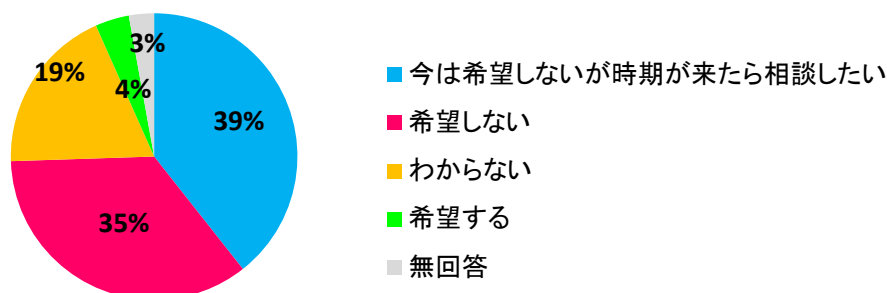 3%
19%
4%
39%
35%
今は希望しないが時期が来たら相談したい
希望しない
わからない
希望する
無回答